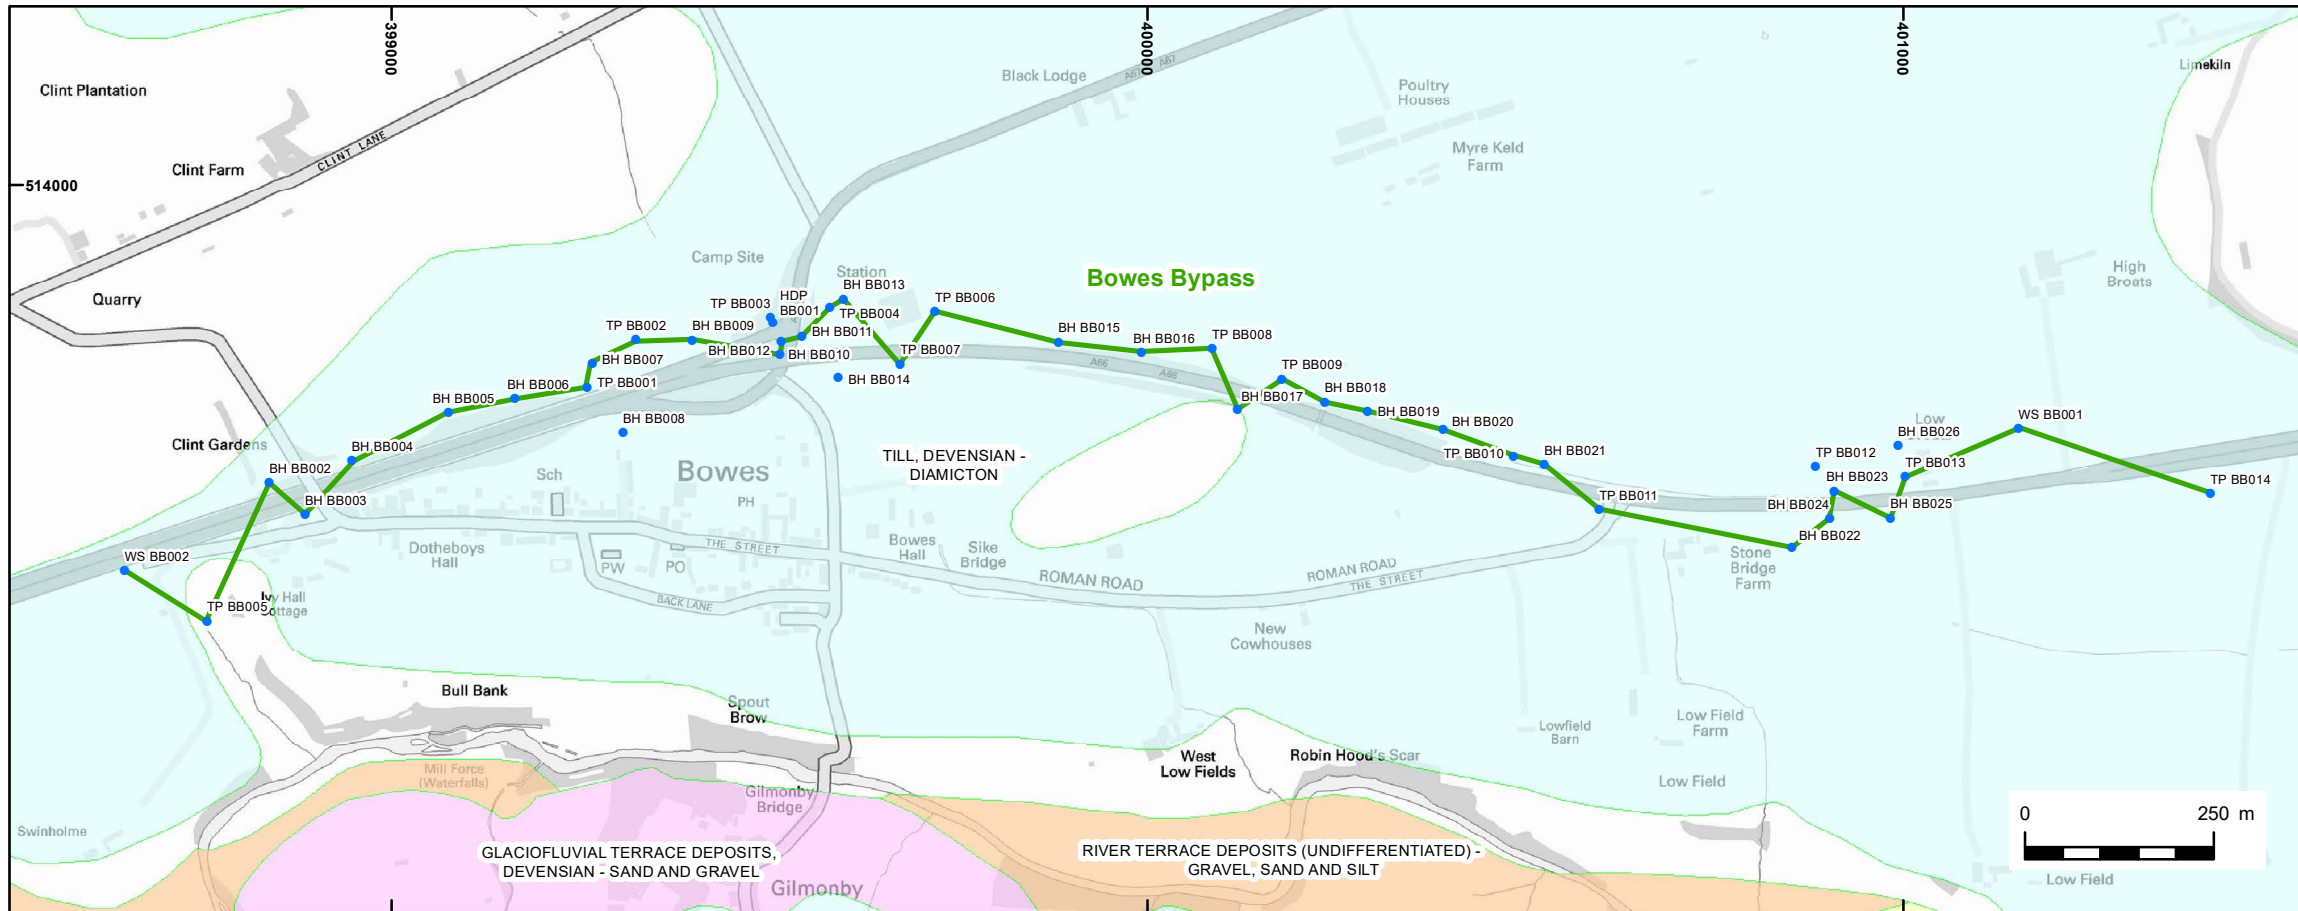 399000
400000
401000
514000
Clint Plantation
Clint Farm
CLINT LANE
Quarry
Clint Gardens
Black Lodge
A67 A67
Poultry
Houses
Myre Keld
Farm
Limekiln
High
Broats
Camp Site
Station
Bowes Bypass
TP BB003
HDP
BB001
BH BB013
TP BB004
TP BB006
TP BB002
BH BB009
BH BB011
BH BB012
BH BB010
BH BB007
TP BB007
BH BB014
BH BB015
BH BB016
TP BB008
A66
A66
TP BB009
BH BB006
TP BB001
BH BB005
BH BB018
BH BB017
BH BB019
BH BB020
BH BB008
BH BB004
BH BB002
BH BB003
TP BB010
BH BB021
TP BB011
Low
WS BB001
BH BB026
TP BB012
TP BB013
BH BB023
BH BB024
BH BB025
BH BB022
TP BB014
WS BB002
TP BB005
Ivy Hall
Cottage
Sch
Bowes
PH
TILL, DEVENSIAN -
DIAMICTON
Dotheboys
Hall
PW
PO
THE STREET
BACK LANE
Bowes
Hall
Sike
Bridge
ROMAN ROAD
ROMAN ROAD
THE STREET
Stone
Bridge
Farm
New
Cowhouses
Bull Bank
Spout
Brow
West
Low Fields
Robin Hood's Scar
Lowfield
Barn
Low Field
Farm
Low Field
Mill Force
(Waterfalls)
Gilmonby
Bridge
Swinholme
GLACIOFLUVIAL TERRACE DEPOSITS,
DEVENSIAN - SAND AND GRAVEL
RIVER TERRACE DEPOSITS (UNDIFFERENTIATED) -
GRAVEL, SAND AND SILT
Gilmonby
Low Field
0 250 m